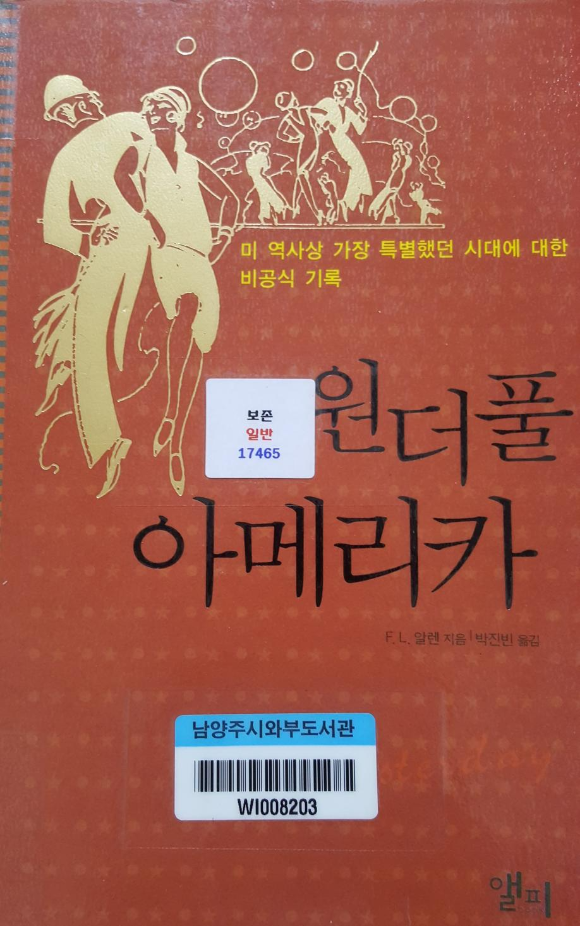 미 역사상 가장 특별했던 시대에 대한
비공식 기록
보존
일반
17465
원더풀
아메리카
F. L. 알렌 지음 | 박진빈 옮김
남양주시와부도서관
WI008203
앨피